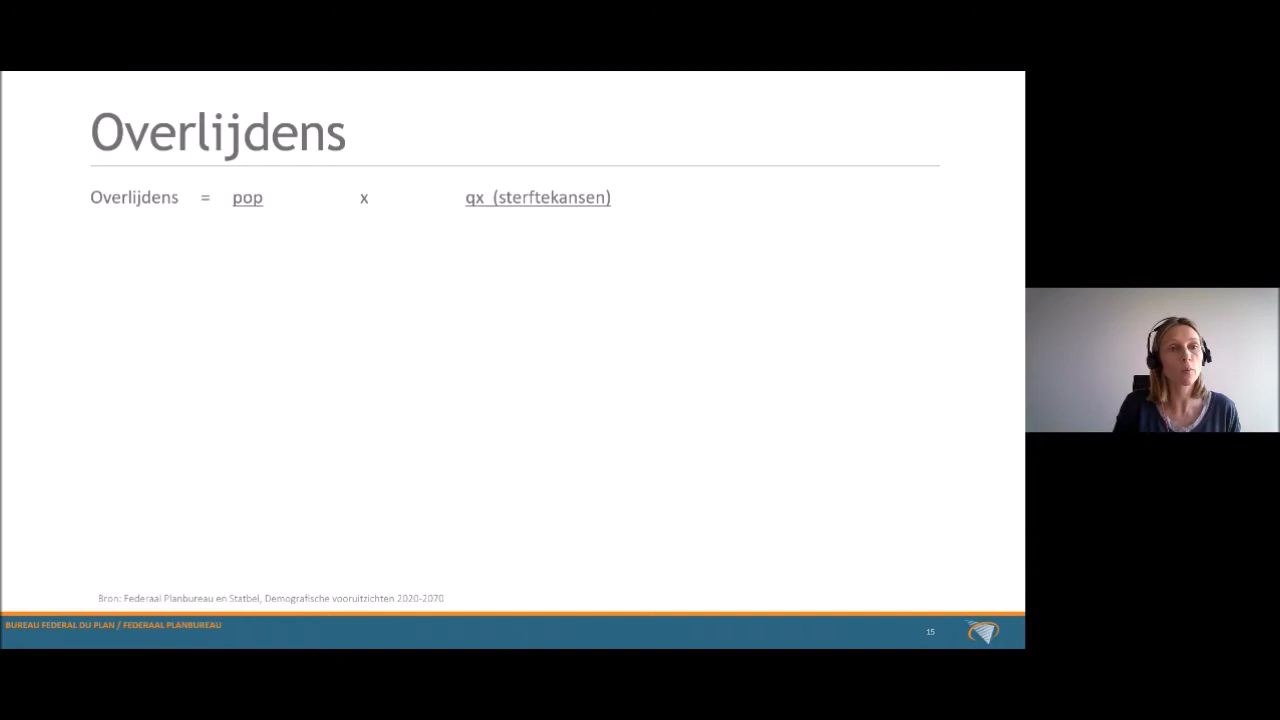 Overlijdens
Overlijdens = pop x qx (sterftekansen)
Bron: Federaal Planbureau en Statbel, Demografische vooruitzichten 2020-2070
BUREAU FEDERAL DU PLAN / FEDERAAL PLANBUREAU
15